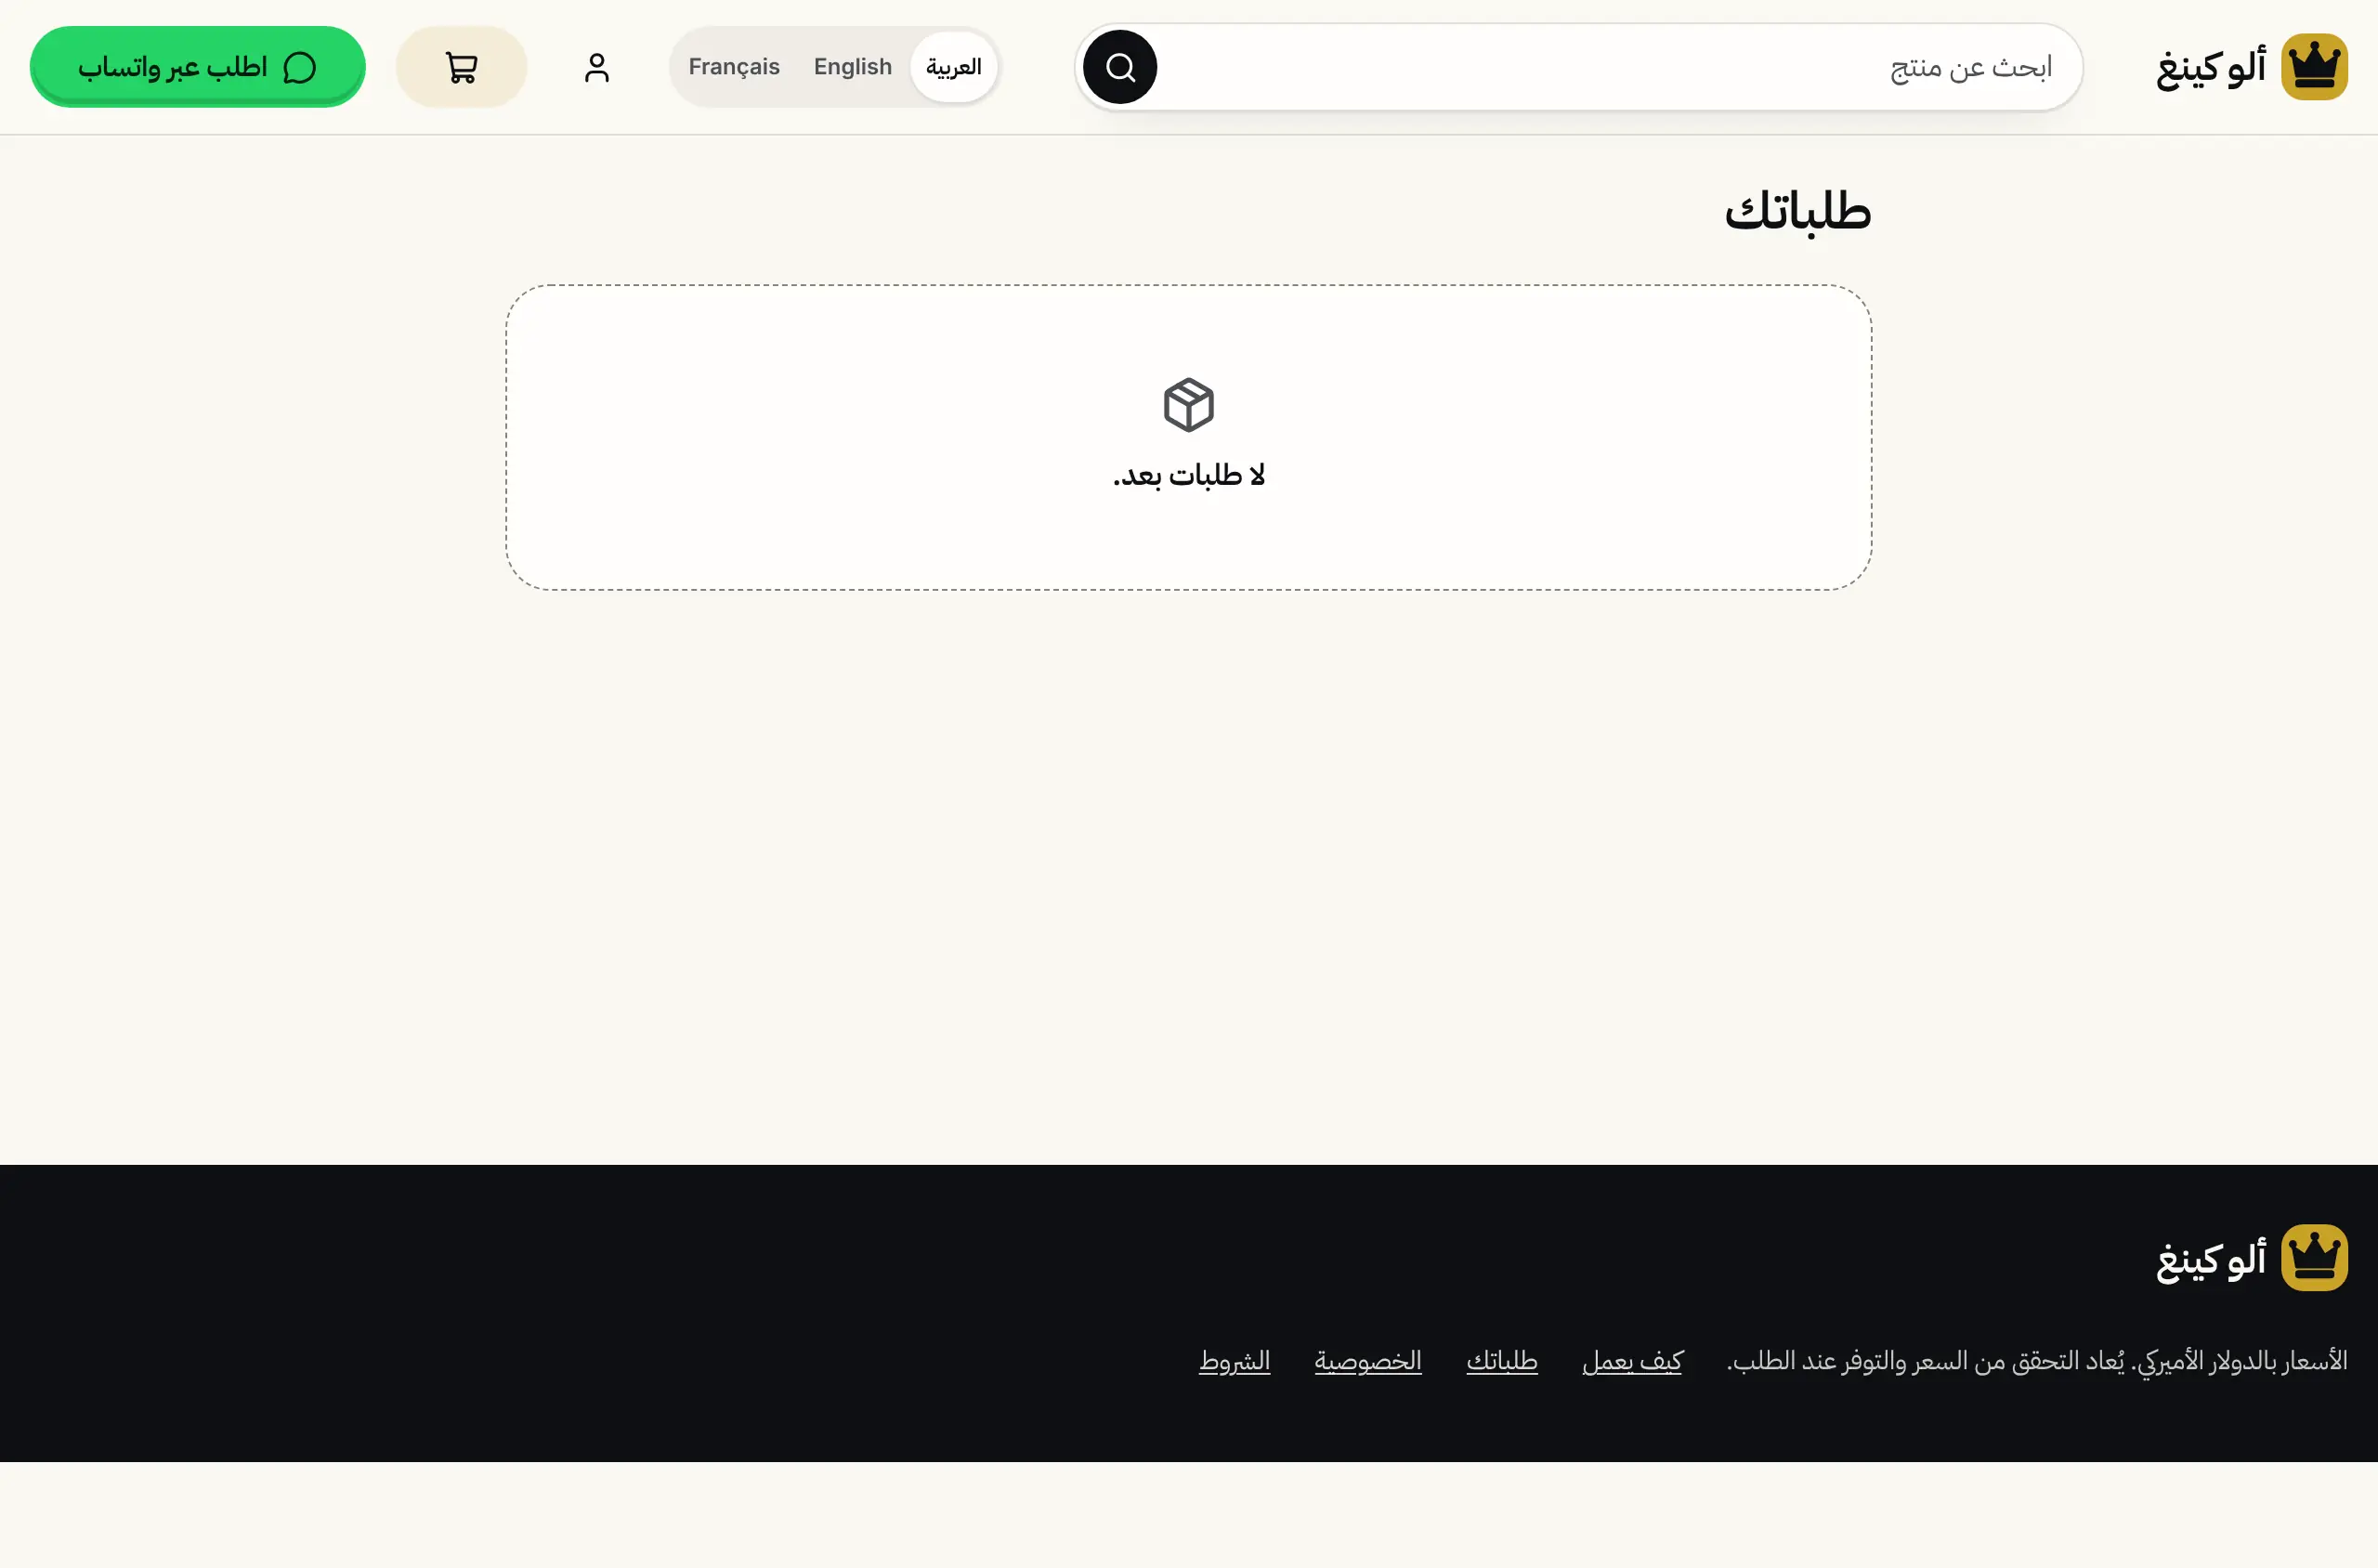 ألو كينغ
ابحث عن منتج
العربية English Français
اطلب عبر واتساب
طلباتك
لا طلبات بعد.
ألو كينغ
الأسعار بالدولار الأميركي. يُعاد التحقق من السعر والتوفر عند الطلب. كيف يعمل طلباتك الخصوصية الشروط